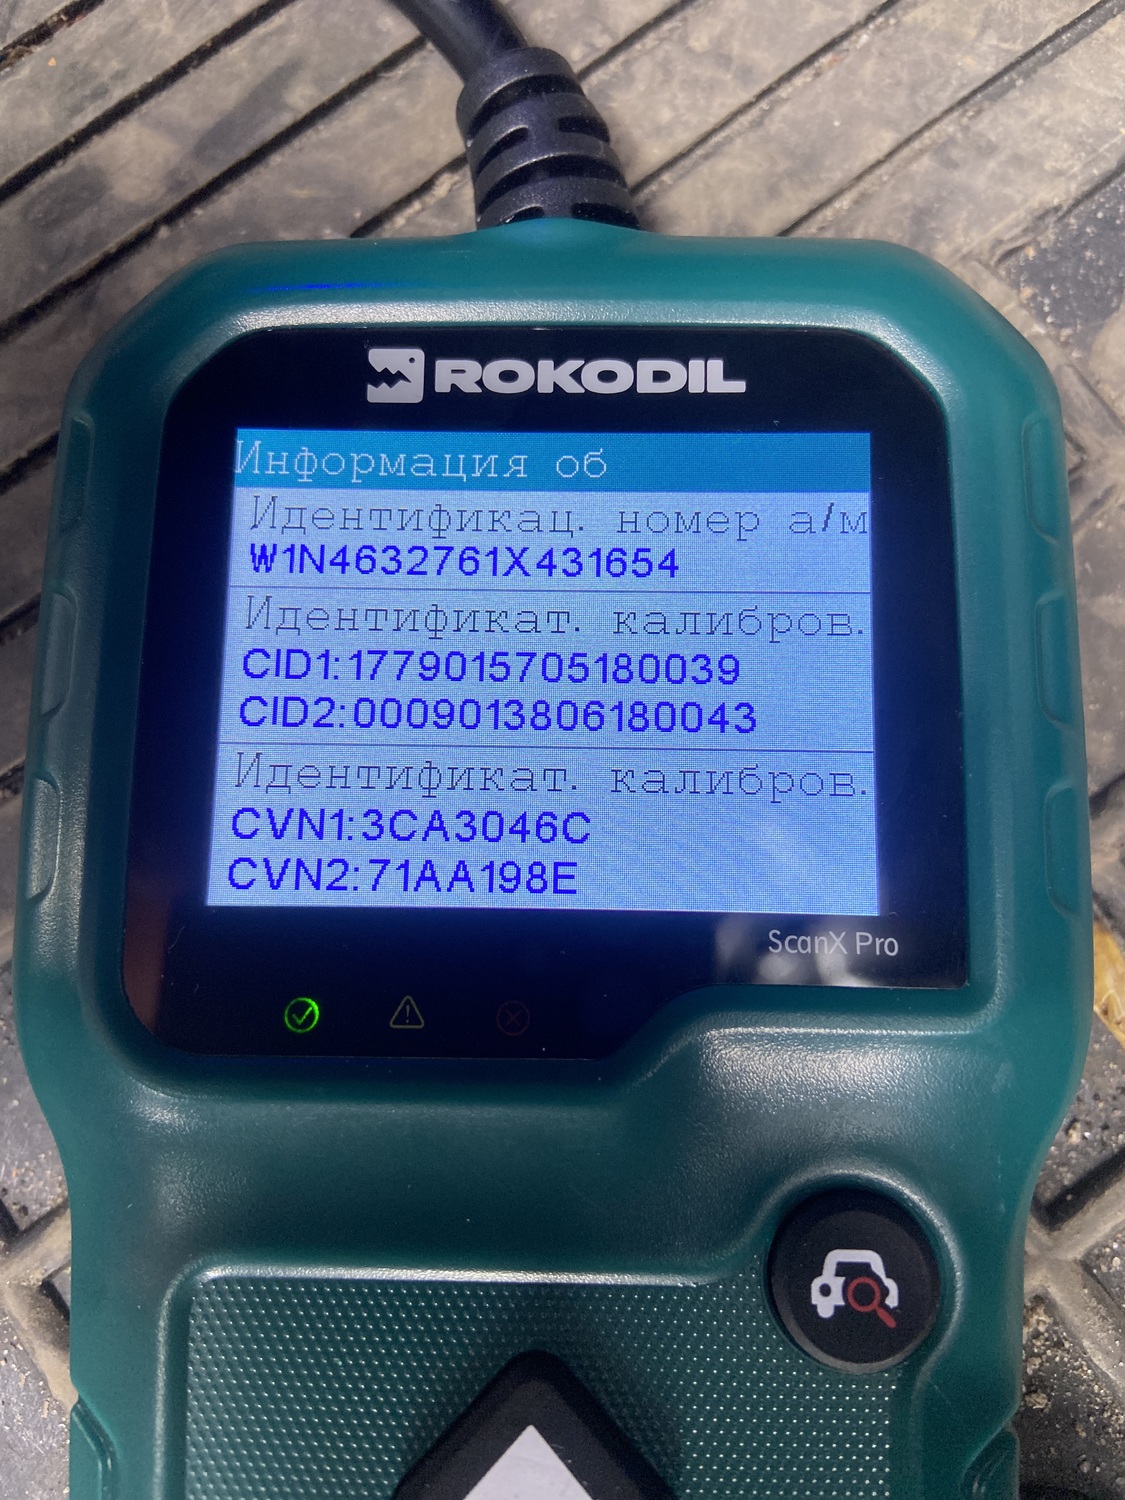 ROKODIL
Информация об
Идентификац. номер а/м
W1N4632761X431654
Идентификат. калибров.
CID1:1779015705180039
CID2:0009013806180043
Идентификат. калибров.
CVN1:3CA3046C
CVN2:71AA198E
ScanX Pro